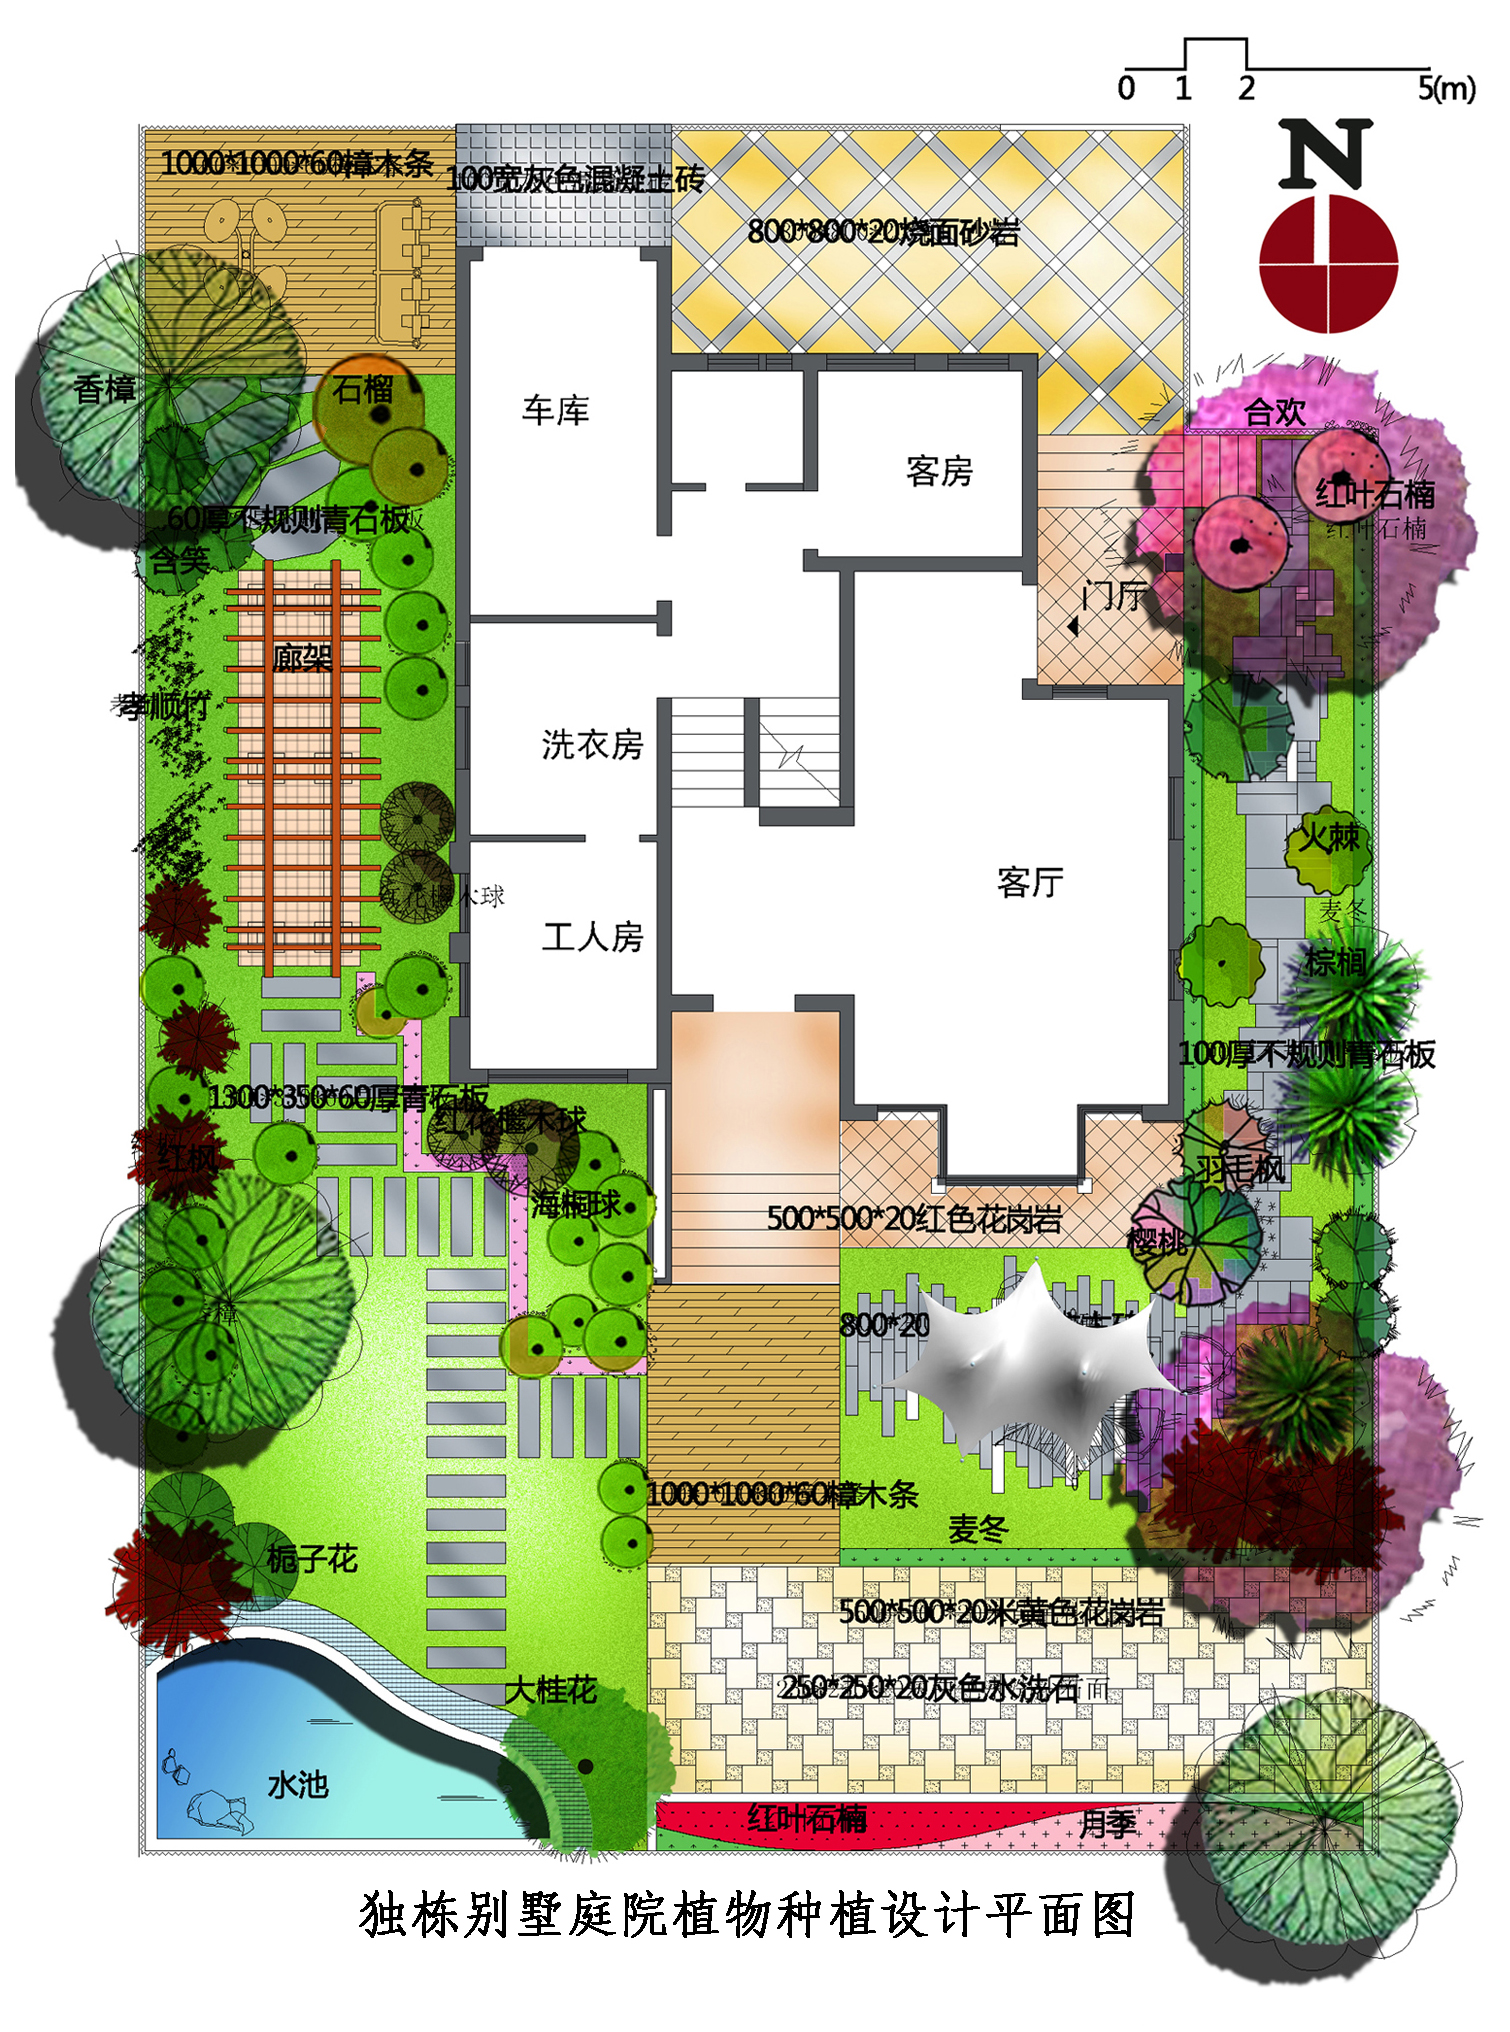 0 1 2 5(m)
N
1000*1000*60樟木条
100宽灰色混凝土砖
800*800*20烧面砂岩
香樟
石榴
车库
合欢
客房
红叶石楠
红叶石楠
60厚不规则青石板
含笑
门厅
廊架
孝顺竹
洗衣房
火棘
客厅
红花檵木球
麦冬
工人房
棕榈
100厚不规则青石板
1300*350*60厚青石板
红花檵木球
红枫
羽毛枫
海桐球
500*500*20红色花岗岩
樱桃
樟
800*20
1000*1000*60樟木条
麦冬
栀子花
500*500*20米黄色花岗岩
250*250*20灰色水洗石
面
大桂花
水池
红叶石楠
月季
独栋别墅庭院植物种植设计平面图